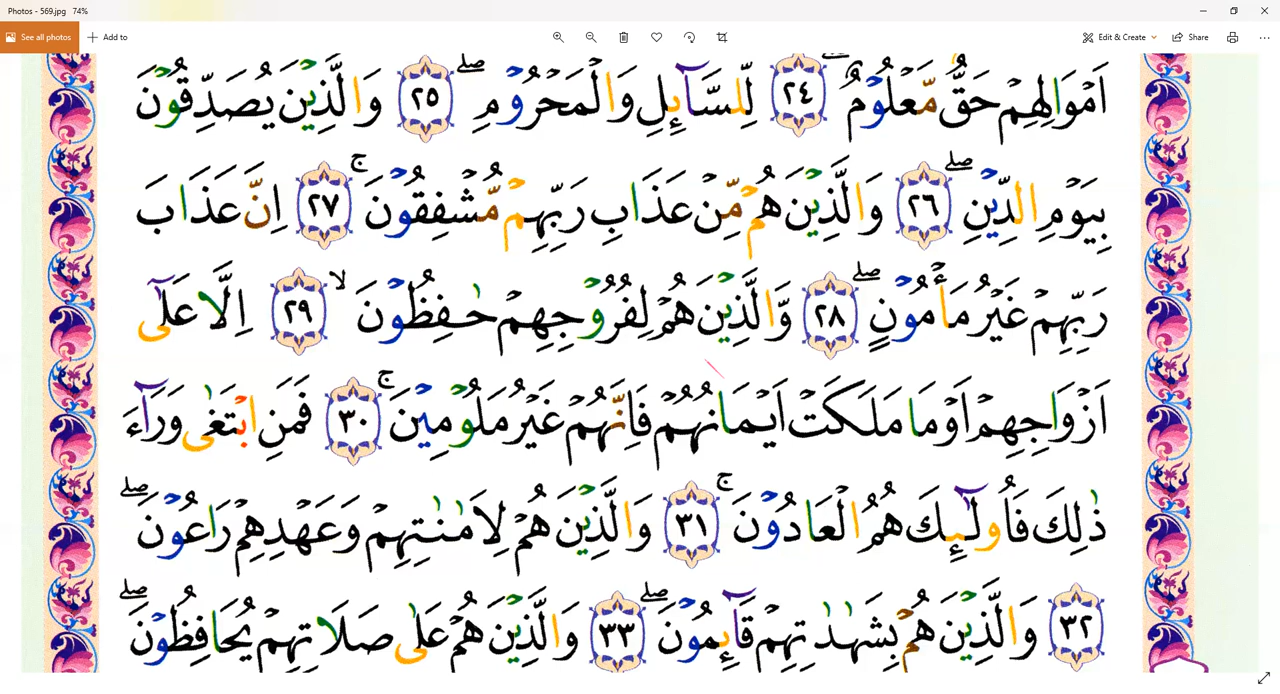 Photos - 569.jpg 74%
See all photos Add to Edit & Create Share
اَمْوَالِهِمْ حَقٌّ مَّعْلُوْمٌ ۖ ٢٤ لِّلسَّآئِلِ وَالْمَحْرُوْمِ ۖ ٢٥ وَالَّذِيْنَ يُصَدِّقُوْنَ
بِيَوْمِ الدِّيْنِ ۖ ٢٦ وَالَّذِيْنَ هُمْ مِّنْ عَذَابِ رَبِّهِمْ مُّشْفِقُوْنَ ۚ ٢٧ اِنَّ عَذَابَ
رَبِّهِمْ غَيْرُ مَأْمُوْنٍ ۖ ٢٨ وَّالَّذِيْنَ هُمْ لِفُرُوْجِهِمْ حٰفِظُوْنَ ۙ ٢٩ اِلَّا عَلٰٓى
اَزْوَاجِهِمْ اَوْ مَا مَلَكَتْ اَيْمَانُهُمْ فَاِنَّهُمْ غَيْرُ مَلُوْمِيْنَ ۚ ٣٠ فَمَنِ ابْتَغٰى وَرَآءَ
ذٰلِكَ فَاُولٰٓئِكَ هُمُ الْعَادُوْنَ ۚ ٣١ وَالَّذِيْنَ هُمْ لِاَمٰنٰتِهِمْ وَعَهْدِهِمْ رَاعُوْنَ ۖ
٣٢ وَالَّذِيْنَ هُمْ بِشَهٰدٰتِهِمْ قَآئِمُوْنَ ۖ ٣٣ وَالَّذِيْنَ هُمْ عَلٰى صَلَاتِهِمْ يُحَافِظُوْنَ ۖ